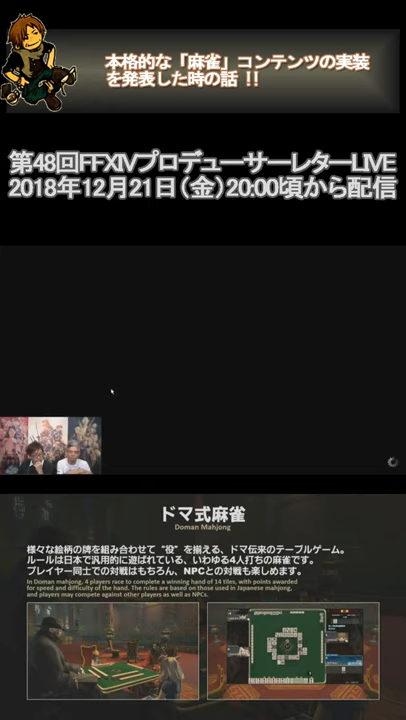 本格的な「麻雀」コンテンツの実装
を発表した時の話 !!
第48回FFXIVプロデューサーレターLIVE
2018年12月21日（金）20:00頃から配信
ドマ式麻雀
Doman Mahjong
様々な絵柄の牌を組み合わせて“役”を揃える、ドマ伝来のテーブルゲーム。
ルールは日本で汎用的に遊ばれている、いわゆる4人打ちの麻雀です。
プレイヤー同士での対戦はもちろん、NPCとの対戦も楽しめます。
In Doman mahjong, 4 players race to complete a winning hand of 14 tiles, with points awarded
for speed and difficulty of the hand. The rules are based on those used in Japanese mahjong,
and players may compete against other players as well as NPCs.